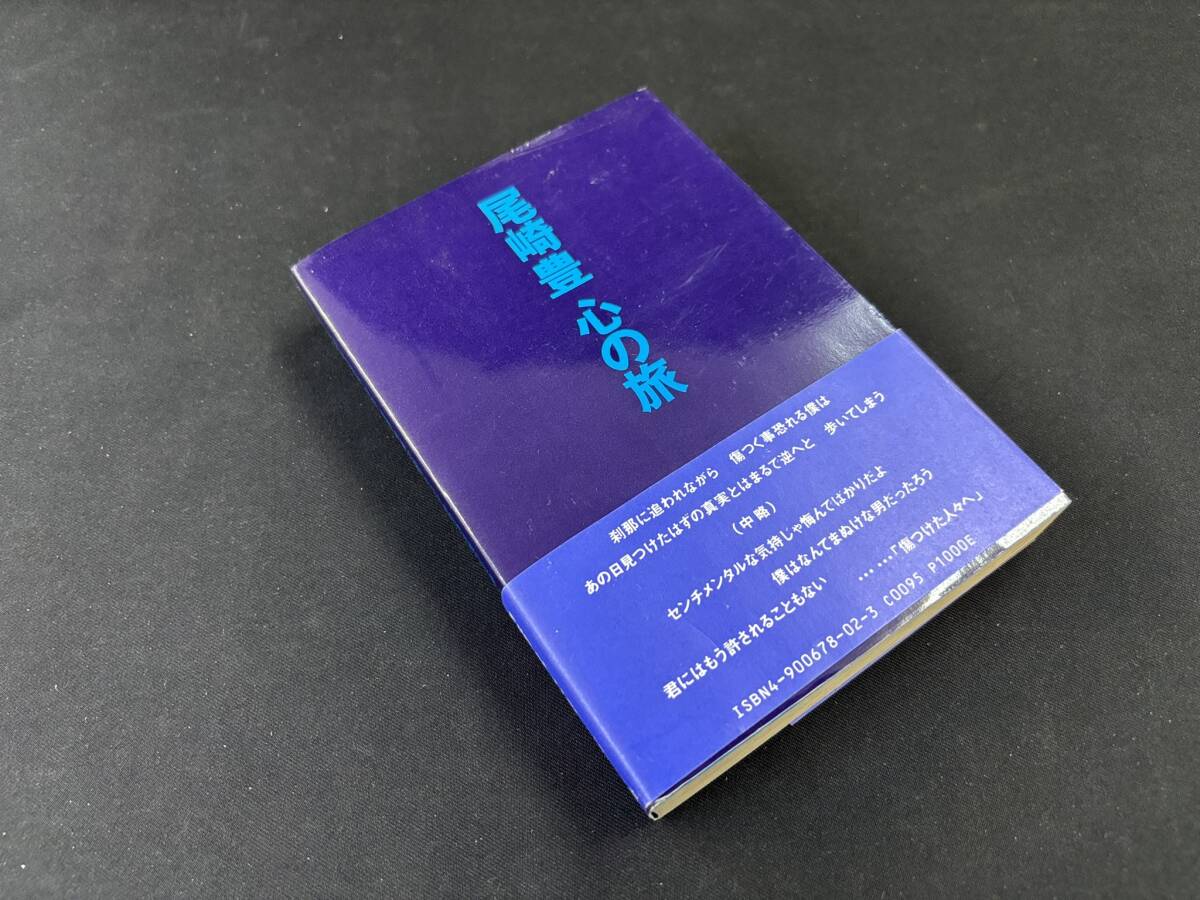 尾崎豊 心の旅
刹那に追われながら 傷つく事恐れる僕は
あの日見つけたはずの真実とはまるで逆へと 歩いてしまう
(中略)
センチメンタルな気持じゃ悔んでばかりだよ
僕はなんてまぬけな男だったろう
君にはもう許されることもない ……「傷つけた人々へ」
ISBN4-900678-02-3 C0095 P1000E